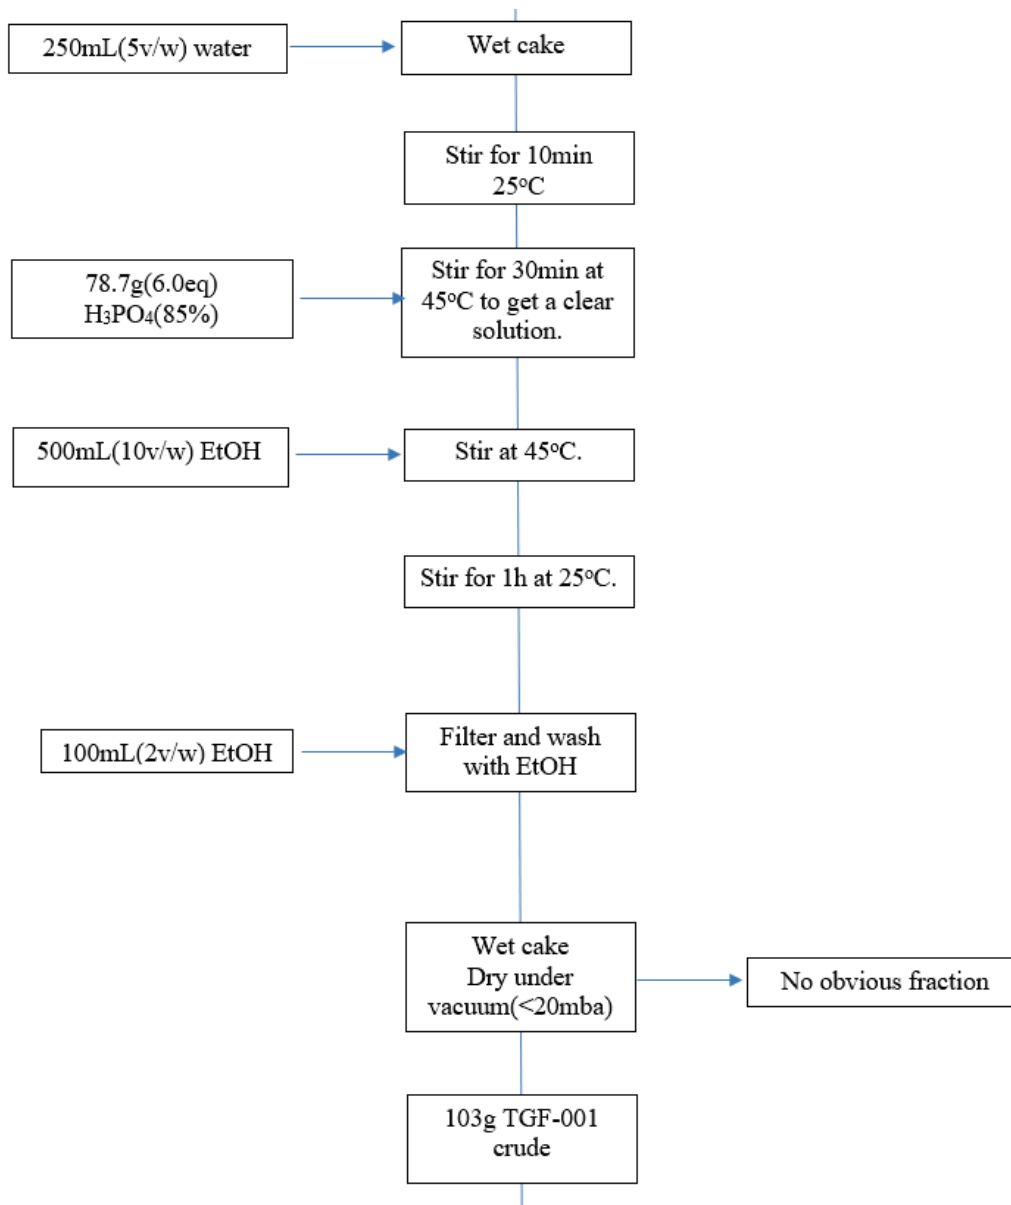 250mL(5v/w) water
Wet cake
Stir for 10min
25°C
78.7g(6.0eq)
H₃PO₄(85%)
Stir for 30min at
45°C to get a clear
solution.
500mL(10v/w) EtOH
Stir at 45°C.
Stir for 1h at 25°C.
100mL(2v/w) EtOH
Filter and wash
with EtOH
Wet cake
Dry under
vacuum(<20mba)
No obvious fraction
103g TGF-001
crude